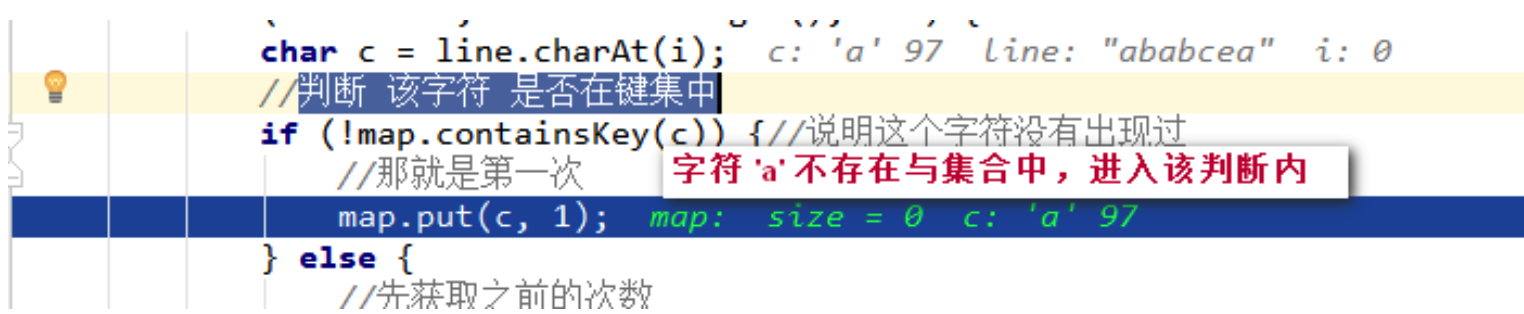 char c = line.charAt(i);  c: 'a' 97  line: "ababcea"  i: 0
//判断 该字符 是否在键集中
if (!map.containsKey(c)) {//说明这个字符没有出现过
//那就是第一次
字符 'a' 不存在与集合中，进入该判断内
map.put(c, 1);  map:  size = 0  c: 'a' 97
} else {
//先获取之前的次数